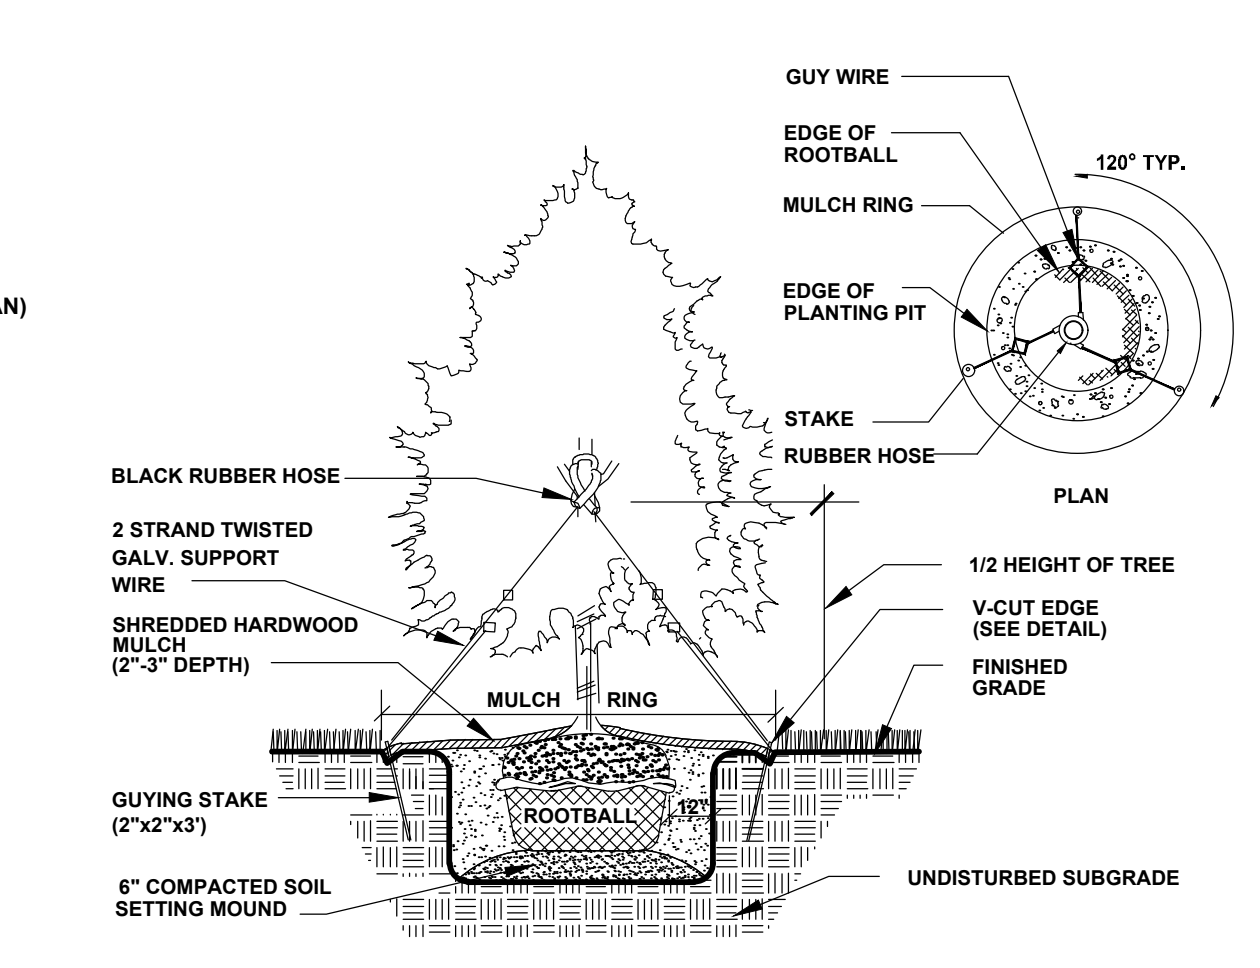 GUY WIRE
EDGE OF
ROOTBALL
120° TYP.
MULCH RING
EDGE OF
PLANTING PIT
AN)
STAKE
RUBBER HOSE
PLAN
BLACK RUBBER HOSE
2 STRAND TWISTED
GALV. SUPPORT
WIRE
1/2 HEIGHT OF TREE
V-CUT EDGE
(SEE DETAIL)
SHREDDED HARDWOOD
MULCH
(2"-3" DEPTH)
FINISHED
GRADE
MULCH RING
GUYING STAKE
(2"x2"x3')
ROOTBALL
12"
6" COMPACTED SOIL
SETTING MOUND
UNDISTURBED SUBGRADE